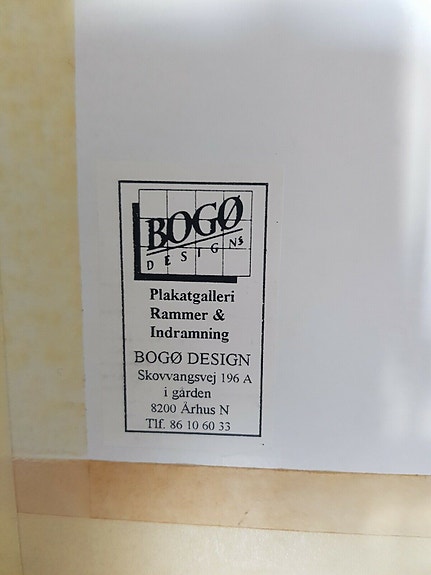 BOGØ
DESIGNS
Plakatgalleri
Rammer &
Indramning
BOGØ DESIGN
Skovvangsvej 196 A
i gården
8200 Århus N
Tlf. 86 10 60 33